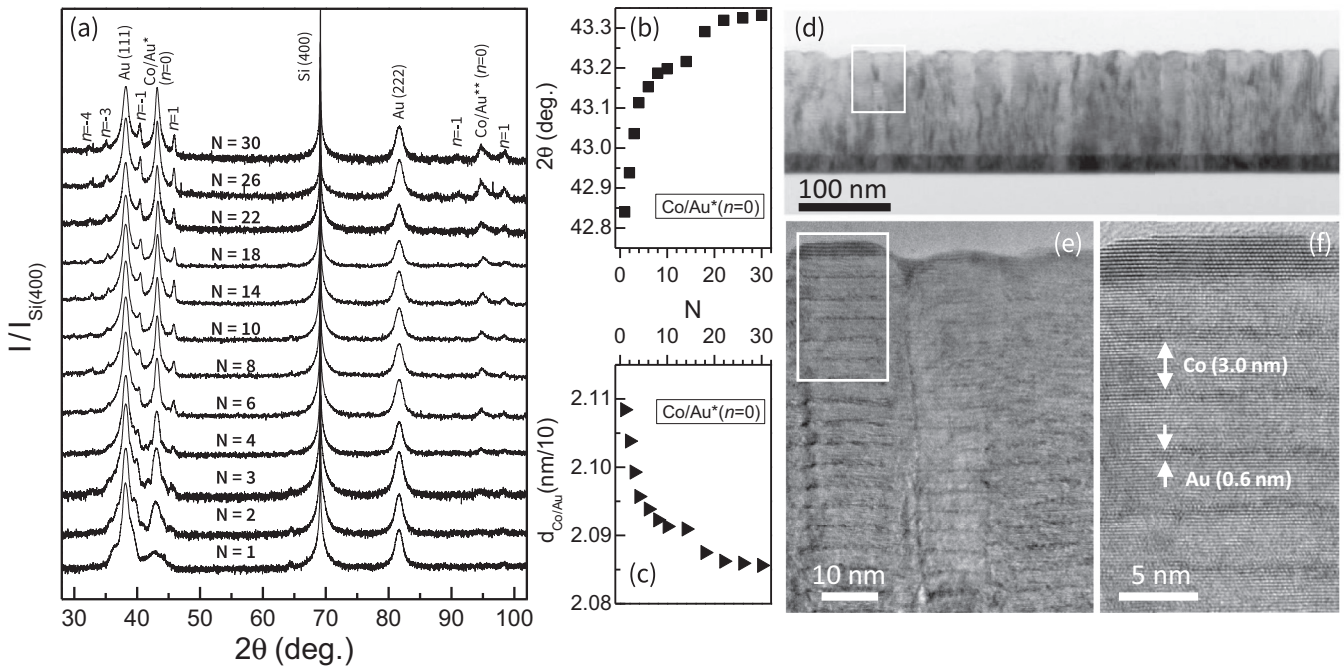 (a)
Au (111)
Co/Au*
(n=0)
n=-4
n=-3
n=-1
n=1
Si (400)
Au (222)
n=-1
Co/Au** (n=0)
n=1
N = 30
N = 26
N = 22
N = 18
N = 14
N = 10
N = 8
N = 6
N = 4
N = 3
N = 2
N = 1
I / I Si(400)
30 40 50 60 70 80 90 100
2θ (deg.)
(b)
43.3
43.2
43.1
43.0
42.9
42.8
2θ (deg.)
Co/Au*(n=0)
0 10 20 30
N
0 10 20 30
2.11
2.10
2.09
2.08
d Co/Au (nm/10)
Co/Au*(n=0)
(c)
(d)
100 nm
(e)
10 nm
(f)
Co (3.0 nm)
Au (0.6 nm)
5 nm